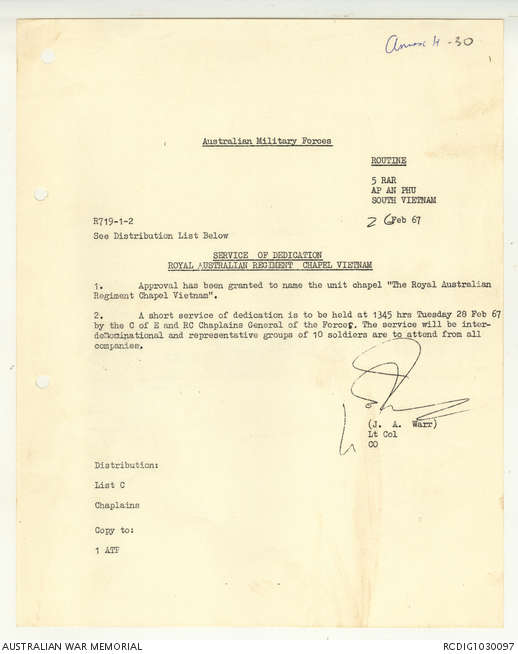 Annex H -30
Australian Military Forces
ROUTINE
5 RAR
AP AN PHU
SOUTH VIETNAM
R719-1-2
26 Feb 67
See Distribution List Below
SERVICE OF DEDICATION
ROYAL AUSTRALIAN REGIMENT CHAPEL VIETNAM
1. Approval has been granted to name the unit chapel "The Royal Australian
Regiment Chapel Vietnam".
2. A short service of dedication is to be held at 1345 hrs Tuesday 28 Feb 67
by the C of E and RC Chaplains General of the Forces. The service will be inter-
denominational and representative groups of 10 soldiers are to attend from all
companies.
(J. A. Warr)
Lt Col
CO
Distribution:
List C
Chaplains
Copy to:
1 ATF
AUSTRALIAN WAR MEMORIAL
RCDIG1030097